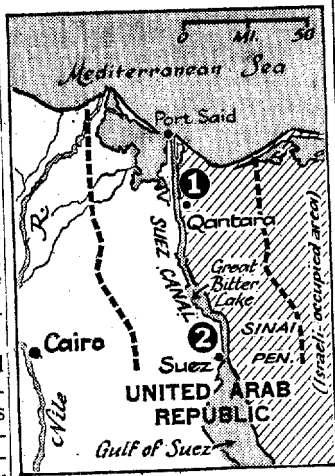 0 MI. 50
Mediterranean Sea
Port Said
1
Qantara
R.
SUEZ CANAL
Great
Bitter
Lake
2
SINAI
PEN.
(Israeli-occupied area)
Cairo
Suez
UNITED ARAB
REPUBLIC
Nile
Gulf of Suez